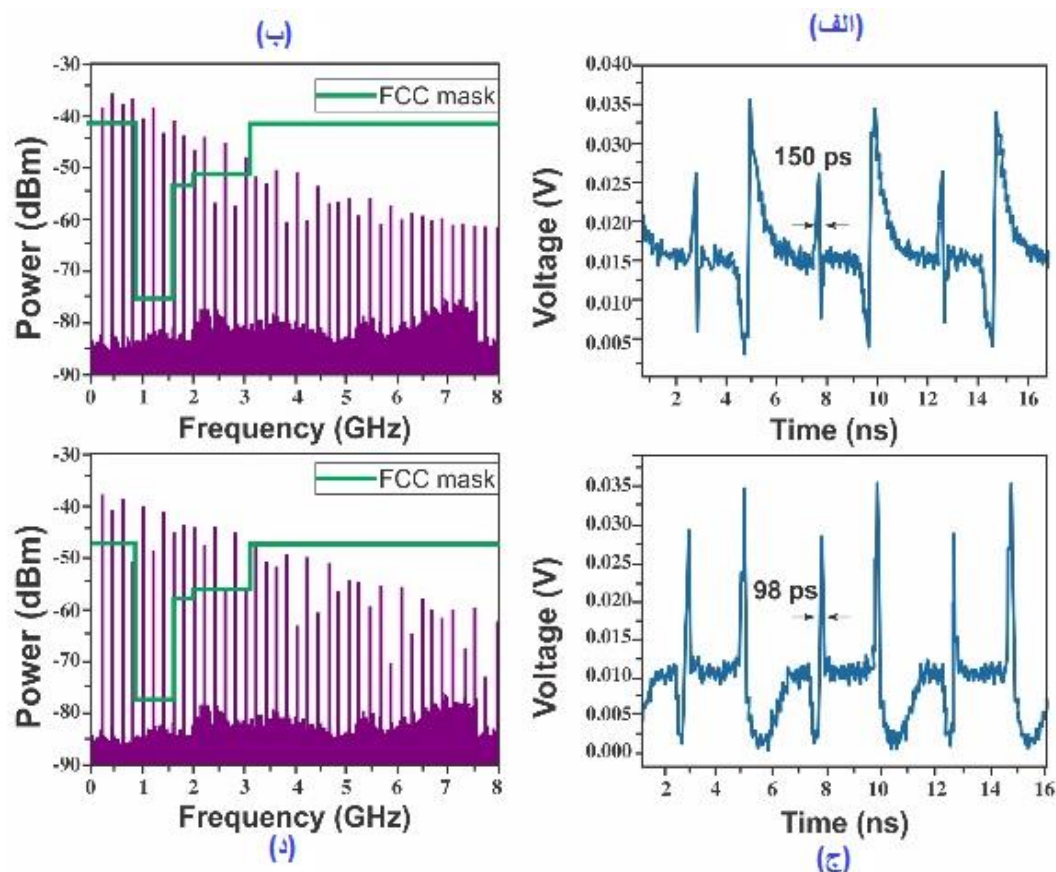 (ب)
-30
-40
-50
-60
-70
-80
-90
Power (dBm)
FCC mask
0 1 2 3 4 5 6 7 8
Frequency (GHz)
(الف)
0.040
0.035
0.030
0.025
0.020
0.015
0.010
0.005
Voltage (V)
150 ps
2 4 6 8 10 12 14 16
Time (ns)
-30
-40
-50
-60
-70
-80
-90
Power (dBm)
FCC mask
0 1 2 3 4 5 6 7 8
Frequency (GHz)
(د)
0.035
0.030
0.025
0.020
0.015
0.010
0.005
0.000
Voltage (V)
98 ps
2 4 6 8 10 12 14 16
Time (ns)
(ج)